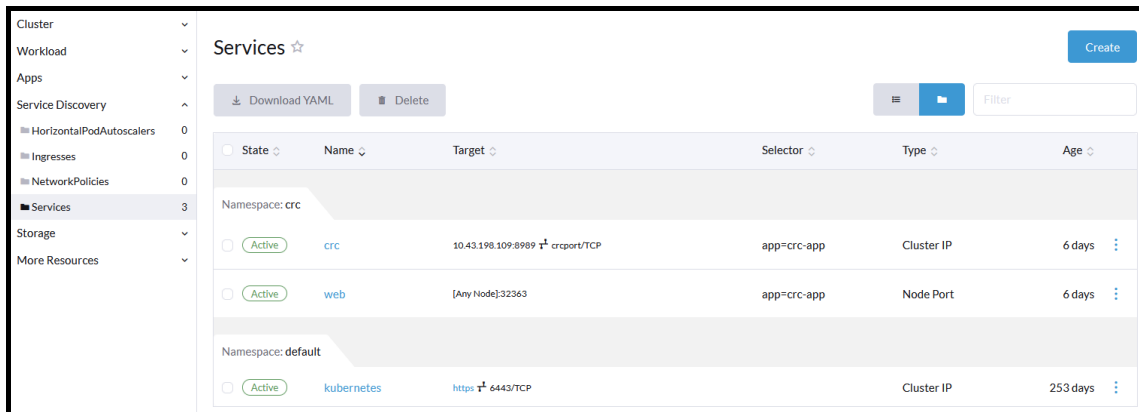 Cluster
Workload
Apps
Service Discovery
HorizontalPodAutoscalers 0
Ingresses 0
NetworkPolicies 0
Services 3
Storage
More Resources
Services
Create
Download YAML Delete
Filter
State Name Target Selector Type Age
Namespace: crc
Active crc 10.43.198.109:8989 crcport/TCP app=crc-app Cluster IP 6 days
Active web [Any Node]:32363 app=crc-app Node Port 6 days
Namespace: default
Active kubernetes https 6443/TCP Cluster IP 253 days